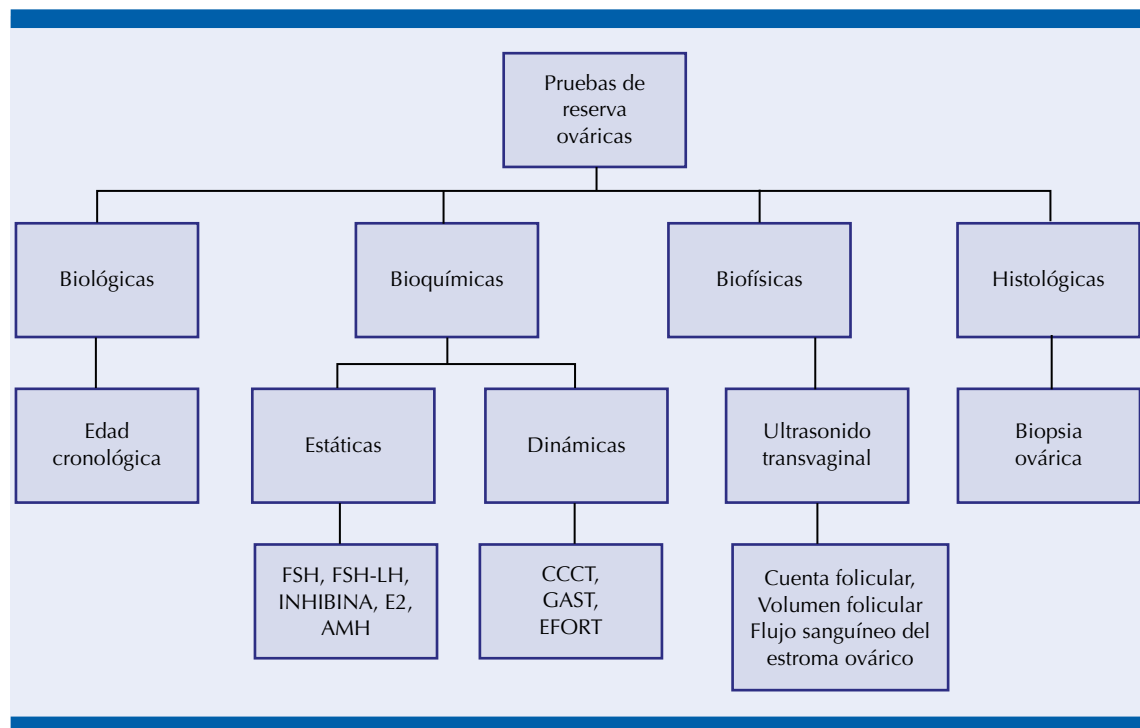 Pruebas de
reserva
ováricas
Biológicas
Bioquímicas
Biofísicas
Histológicas
Edad
cronológica
Estáticas
Dinámicas
Ultrasonido
transvaginal
Biopsia
ovárica
FSH, FSH-LH,
INHIBINA, E2,
AMH
CCCT,
GAST,
EFORT
Cuenta folicular,
Volumen folicular
Flujo sanguíneo del
estroma ovárico